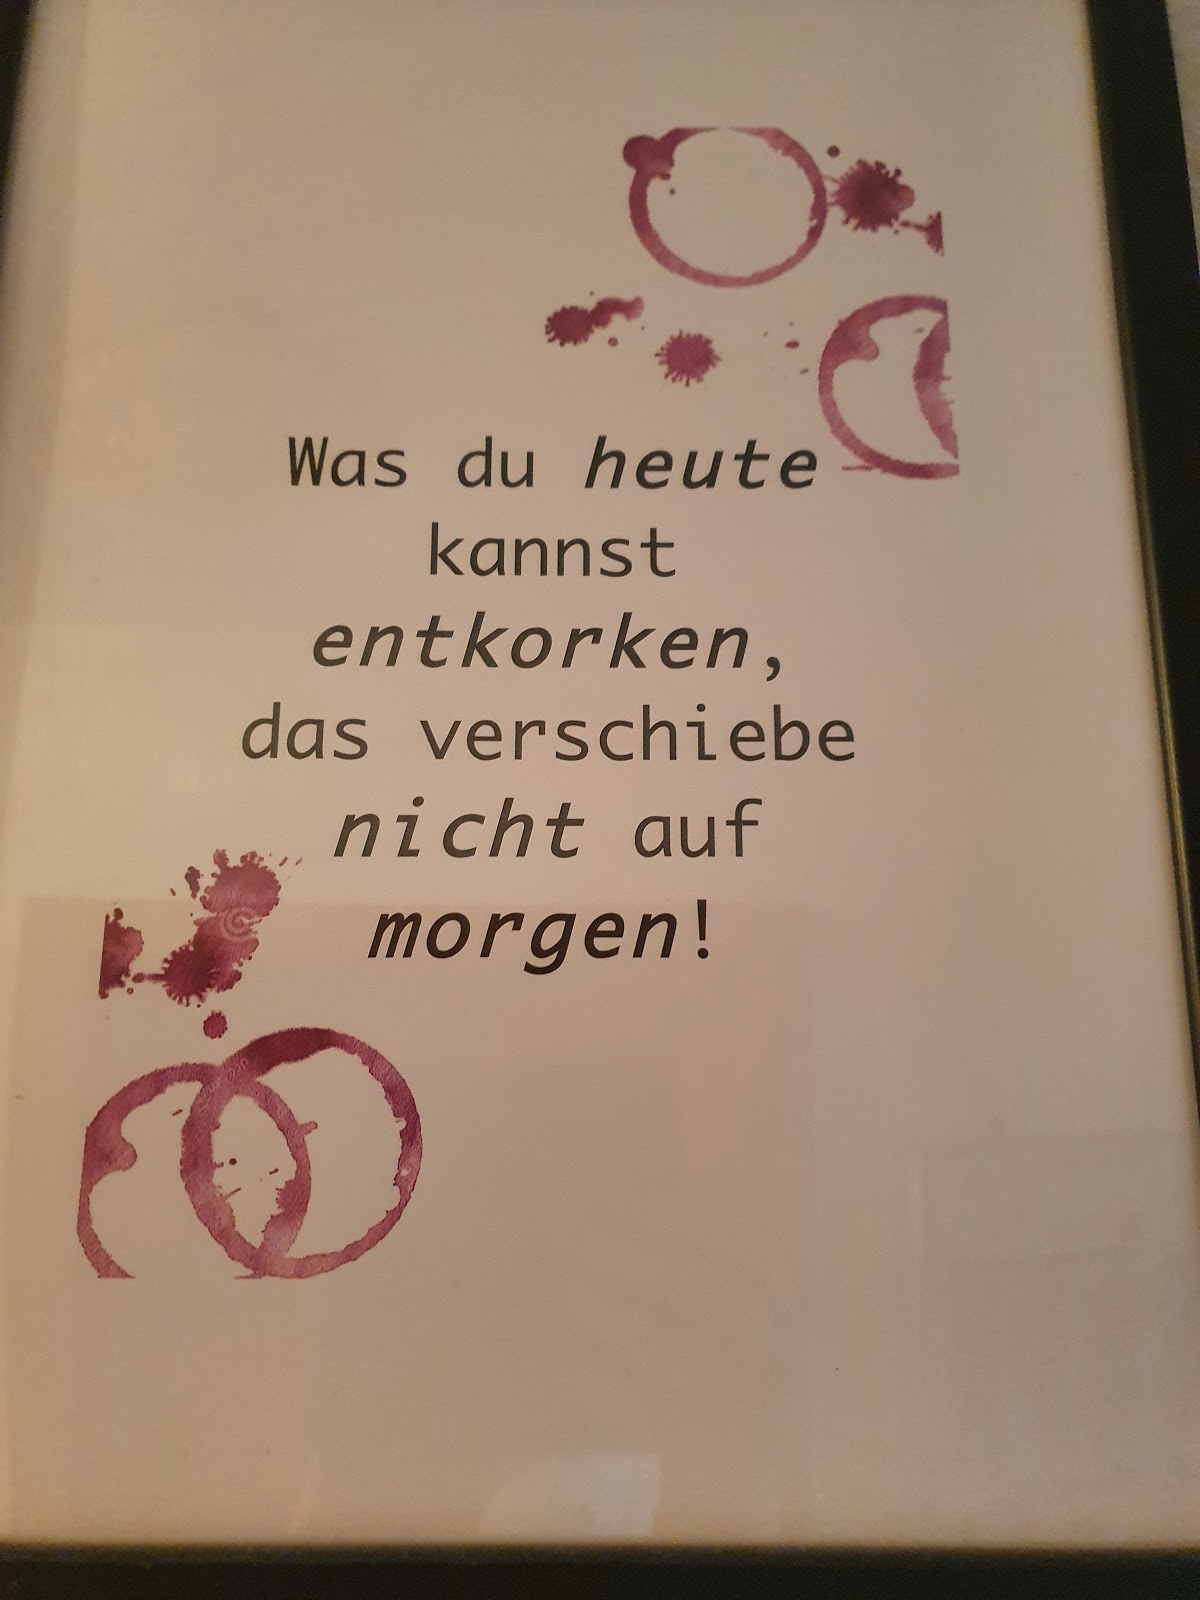 Was du heute
kannst
entkorken,
das verschiebe
nicht auf
morgen!